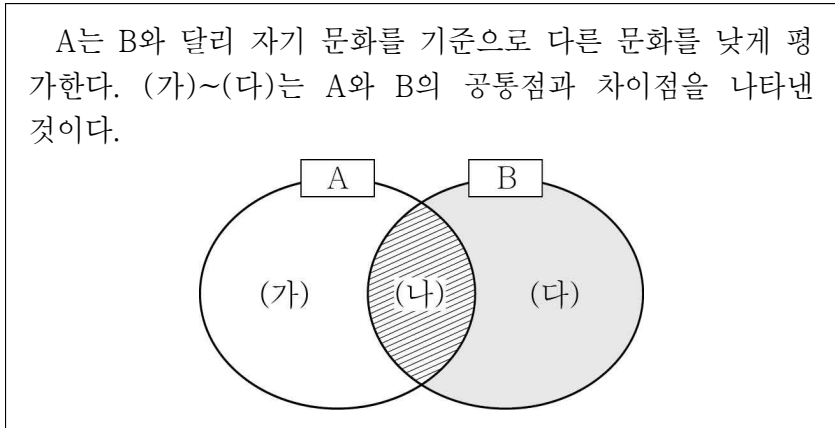 A는 B와 달리 자기 문화를 기준으로 다른 문화를 낮게 평
가한다. (가)~(다)는 A와 B의 공통점과 차이점을 나타낸
것이다.
A B
(가) (나) (다)